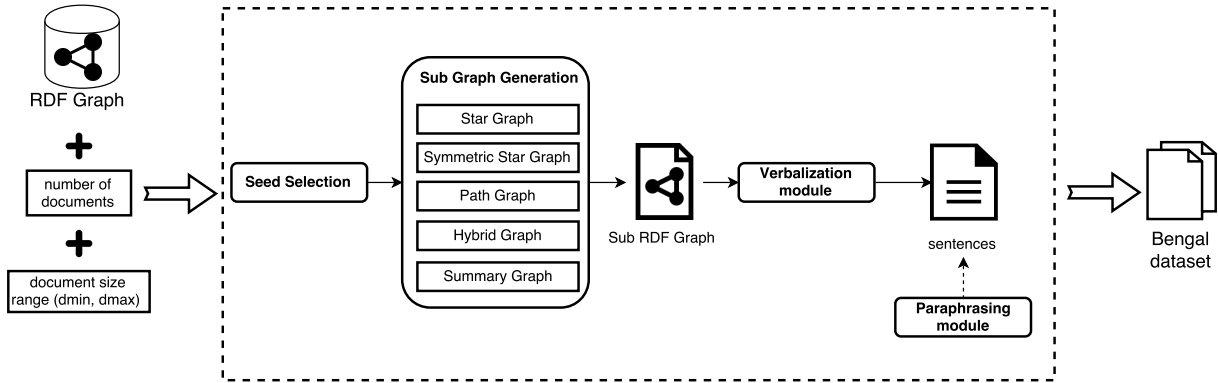 RDF Graph
number of
documents
document size
range (dmin, dmax)
Seed Selection
Sub Graph Generation
Star Graph
Symmetric Star Graph
Path Graph
Hybrid Graph
Summary Graph
Sub RDF Graph
Verbalization
module
sentences
Paraphrasing
module
Bengal
dataset